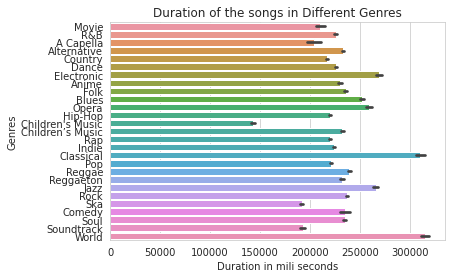 Duration of the songs in Different Genres
Genres
Movie
R&B
A Capella
Alternative
Country
Dance
Electronic
Anime
Folk
Blues
Opera
Hip-Hop
Children's Music
Children’s Music
Rap
Indie
Classical
Pop
Reggae
Reggaeton
Jazz
Rock
Ska
Comedy
Soul
Soundtrack
World
0 50000 100000 150000 200000 250000 300000
Duration in mili seconds